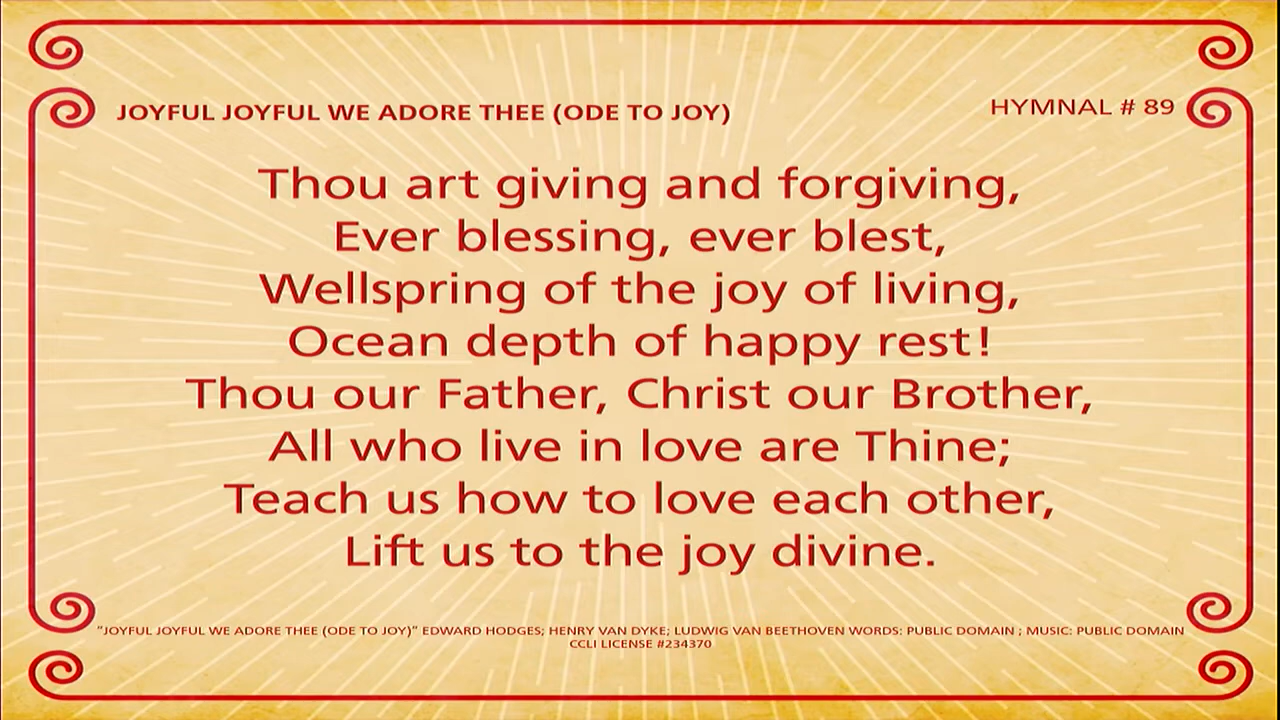 JOYFUL JOYFUL WE ADORE THEE (ODE TO JOY)
HYMNAL # 89
Thou art giving and forgiving,
Ever blessing, ever blest,
Wellspring of the joy of living,
Ocean depth of happy rest!
Thou our Father, Christ our Brother,
All who live in love are Thine;
Teach us how to love each other,
Lift us to the joy divine.
"JOYFUL JOYFUL WE ADORE THEE (ODE TO JOY)" EDWARD HODGES; HENRY VAN DYKE; LUDWIG VAN BEETHOVEN WORDS: PUBLIC DOMAIN ; MUSIC: PUBLIC DOMAIN
CCLI LICENSE #234370